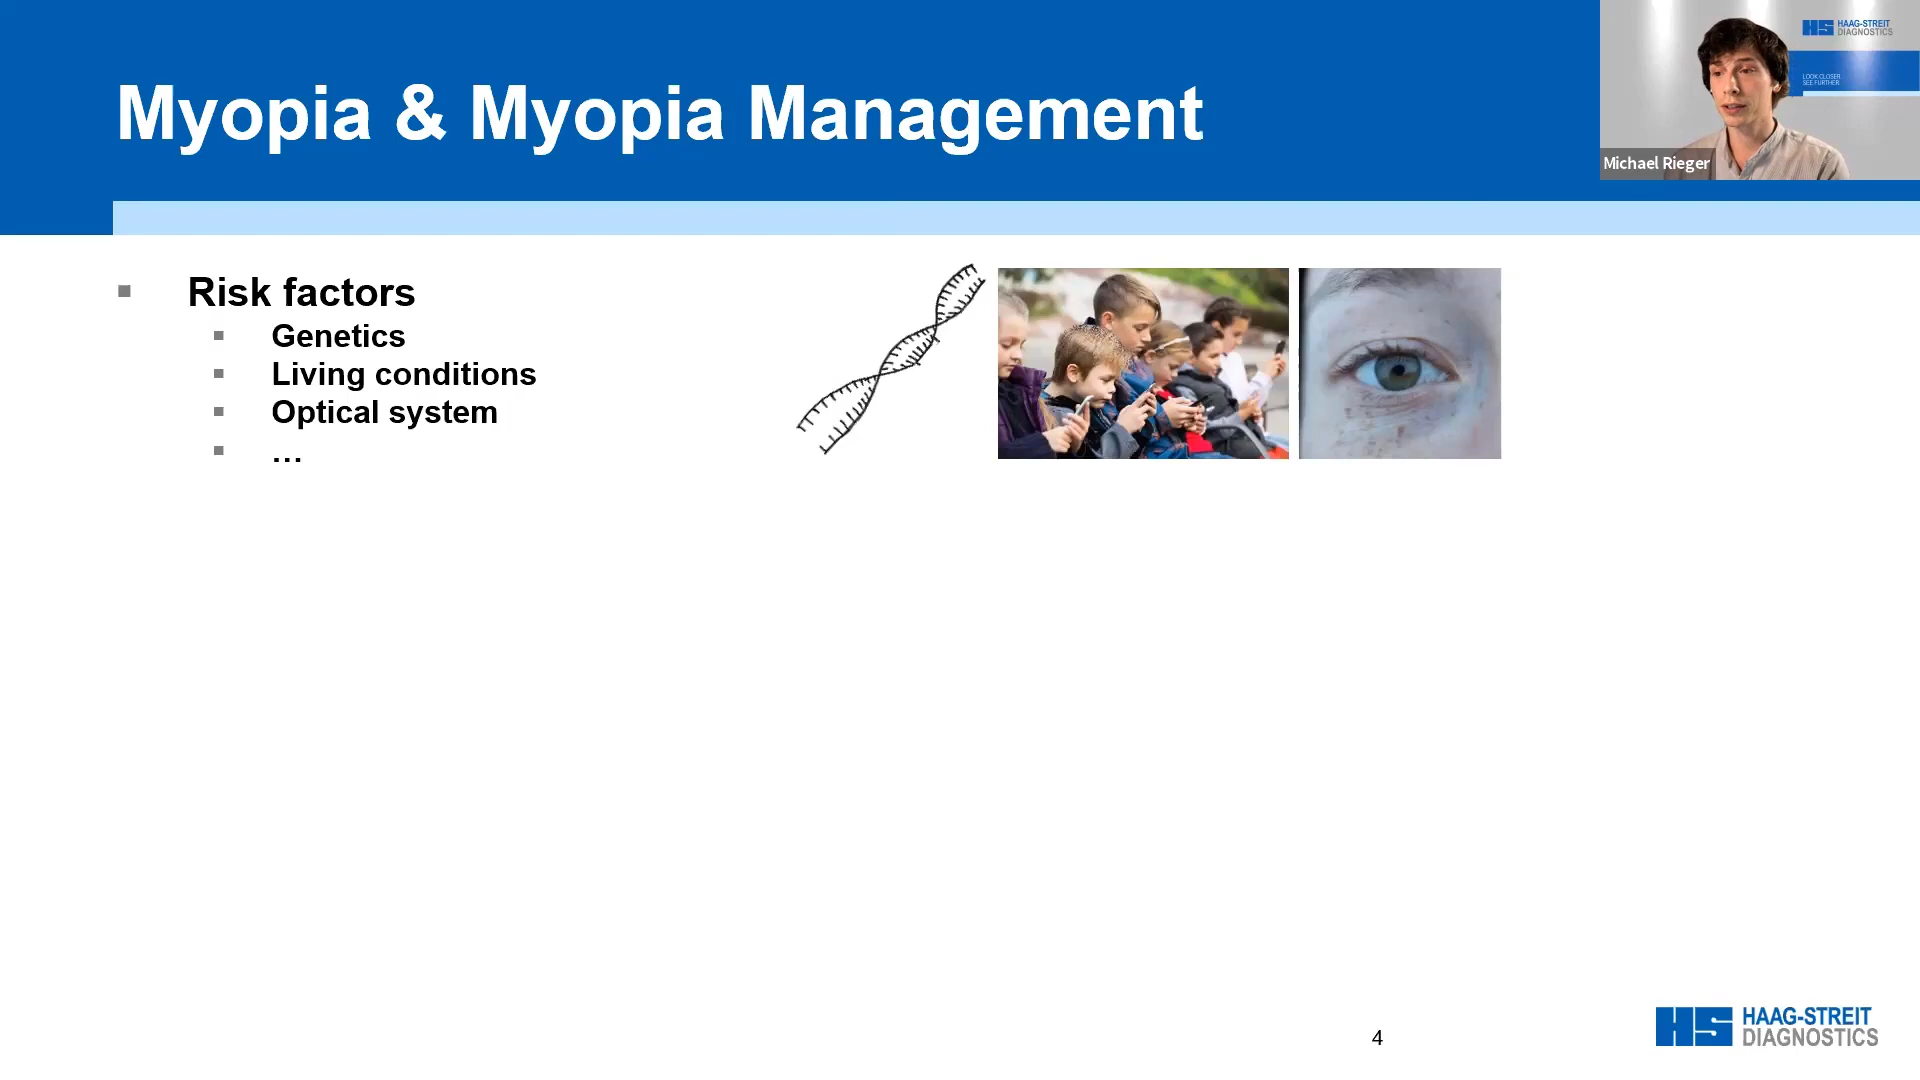 Myopia & Myopia Management
HAAG-STREIT
DIAGNOSTICS
LOOK CLOSER
SEE FURTHER
Michael Rieger
▪ Risk factors
▪ Genetics
▪ Living conditions
▪ Optical system
▪ ...
4
HS HAAG-STREIT
DIAGNOSTICS